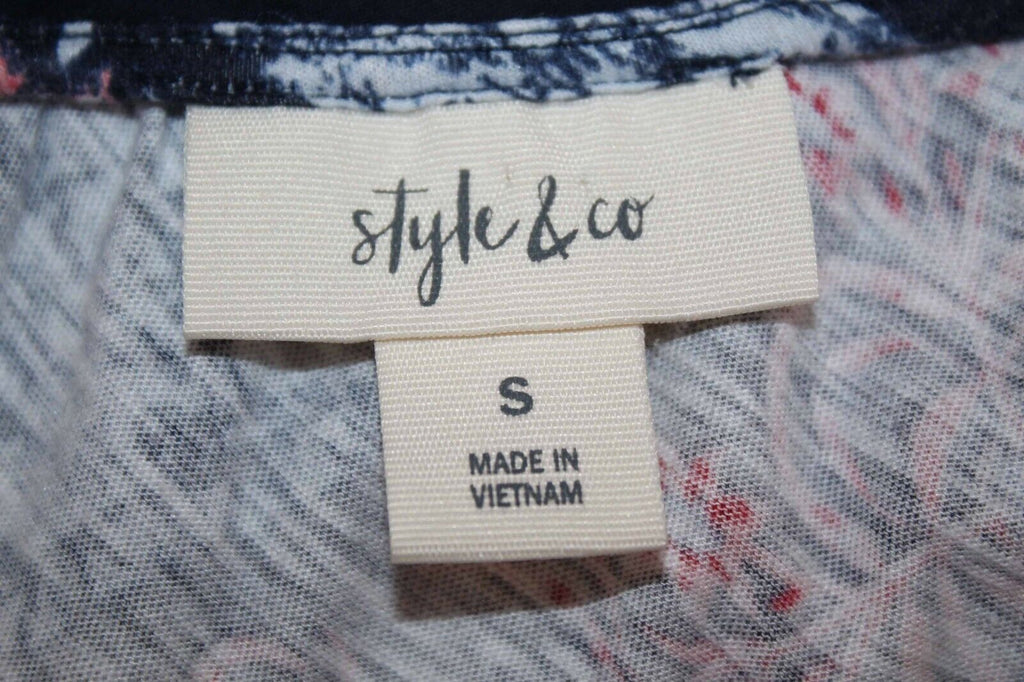 style & co
S
MADE IN
VIETNAM